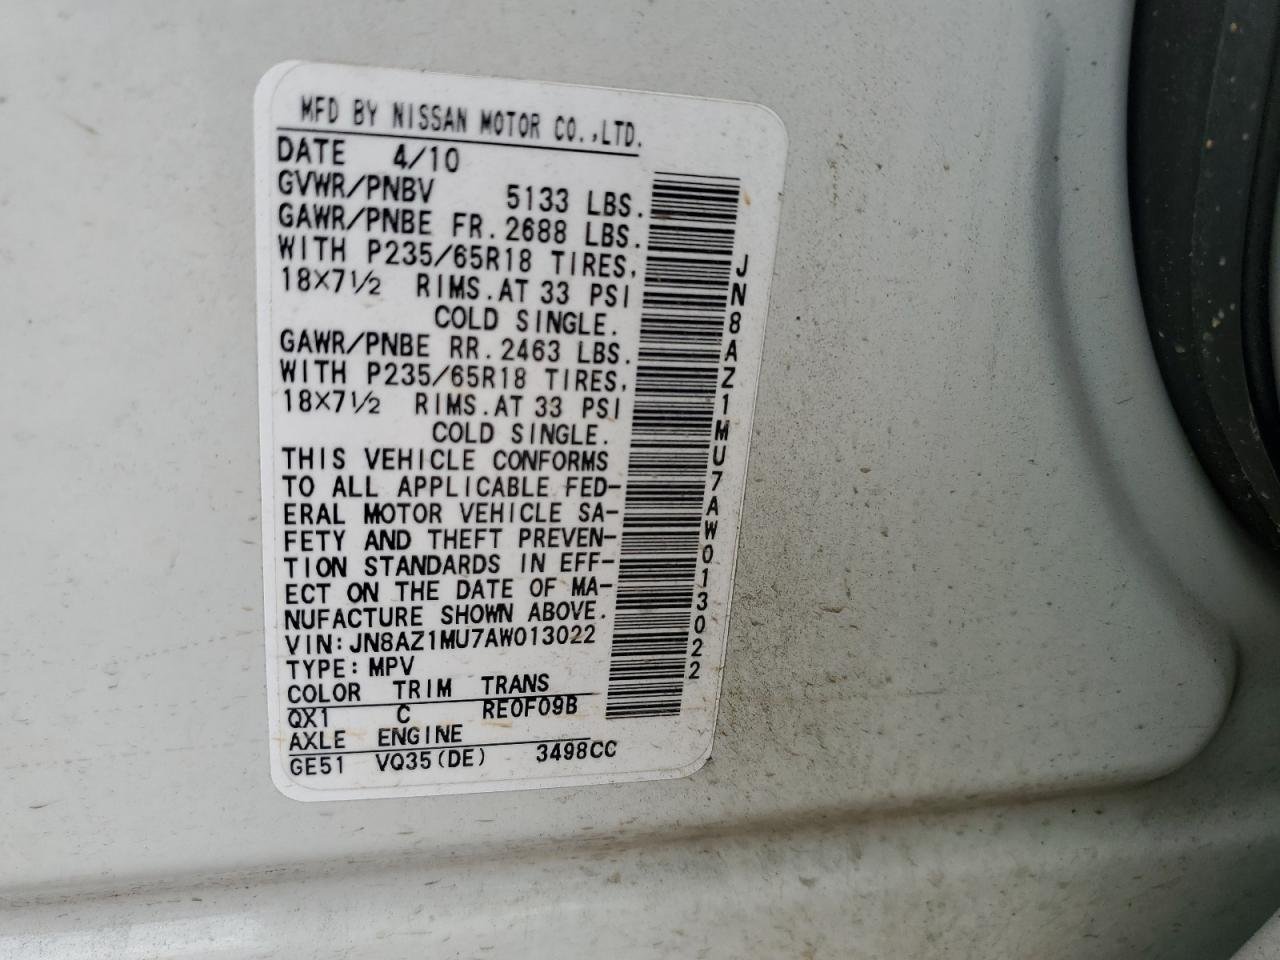 MFD BY NISSAN MOTOR CO.,LTD.
DATE 4/10
GVWR/PNBV 5133 LBS.
GAWR/PNBE FR. 2688 LBS.
WITH P235/65R18 TIRES,
18X7½ RIMS.AT 33 PSI
COLD SINGLE.
GAWR/PNBE RR. 2463 LBS.
WITH P235/65R18 TIRES,
18X7½ RIMS.AT 33 PSI
COLD SINGLE.
THIS VEHICLE CONFORMS
TO ALL APPLICABLE FED-
ERAL MOTOR VEHICLE SA-
FETY AND THEFT PREVEN-
TION STANDARDS IN EFF-
ECT ON THE DATE OF MA-
NUFACTURE SHOWN ABOVE.
VIN:JN8AZ1MU7AW013022
TYPE:MPV
COLOR TRIM TRANS
QX1 C RE0F09B
AXLE ENGINE
GE51 VQ35(DE) 3498CC
JN8AZ1MU7AW013022